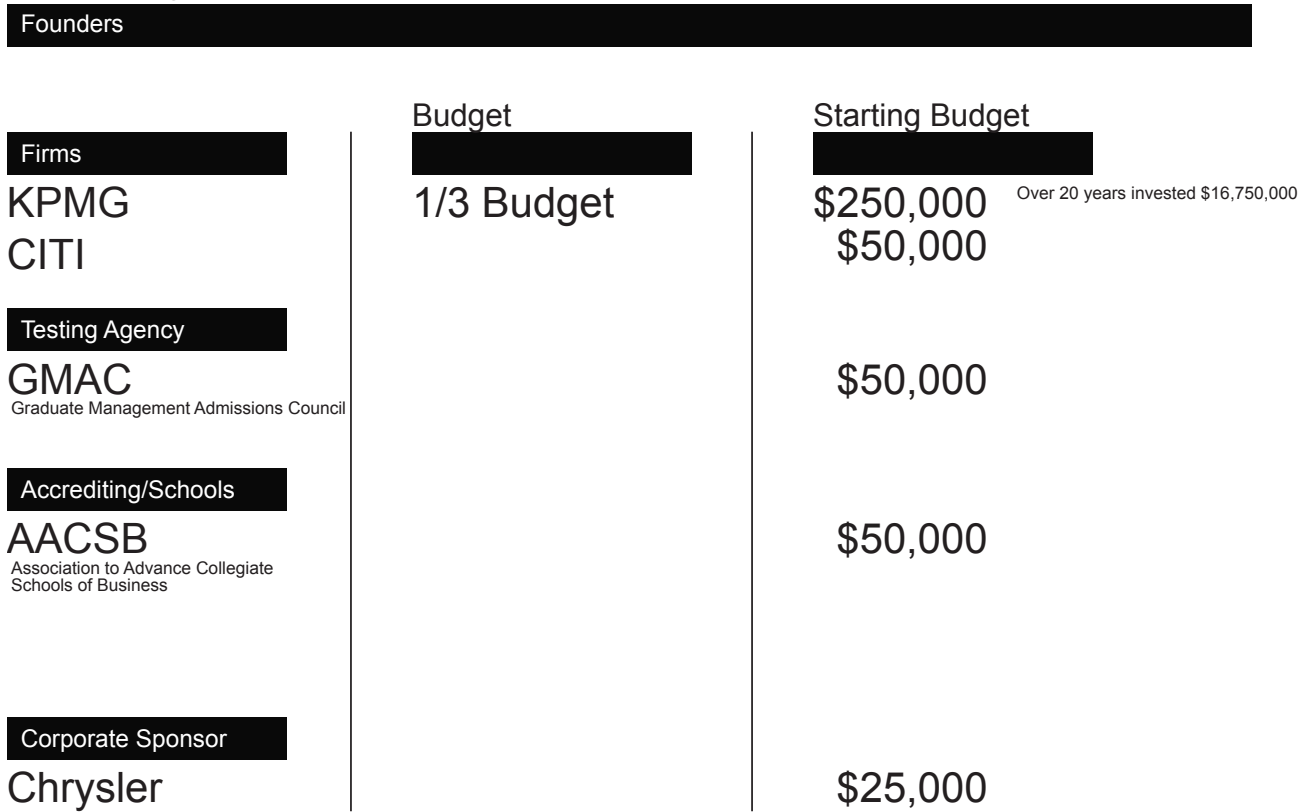 Founders
Budget
Starting Budget
Firms
KPMG
1/3 Budget
$250,000
Over 20 years invested $16,750,000
CITI
$50,000
Testing Agency
GMAC
$50,000
Graduate Management Admissions Council
Accrediting/Schools
AACSB
$50,000
Association to Advance Collegiate
Schools of Business
Corporate Sponsor
Chrysler
$25,000